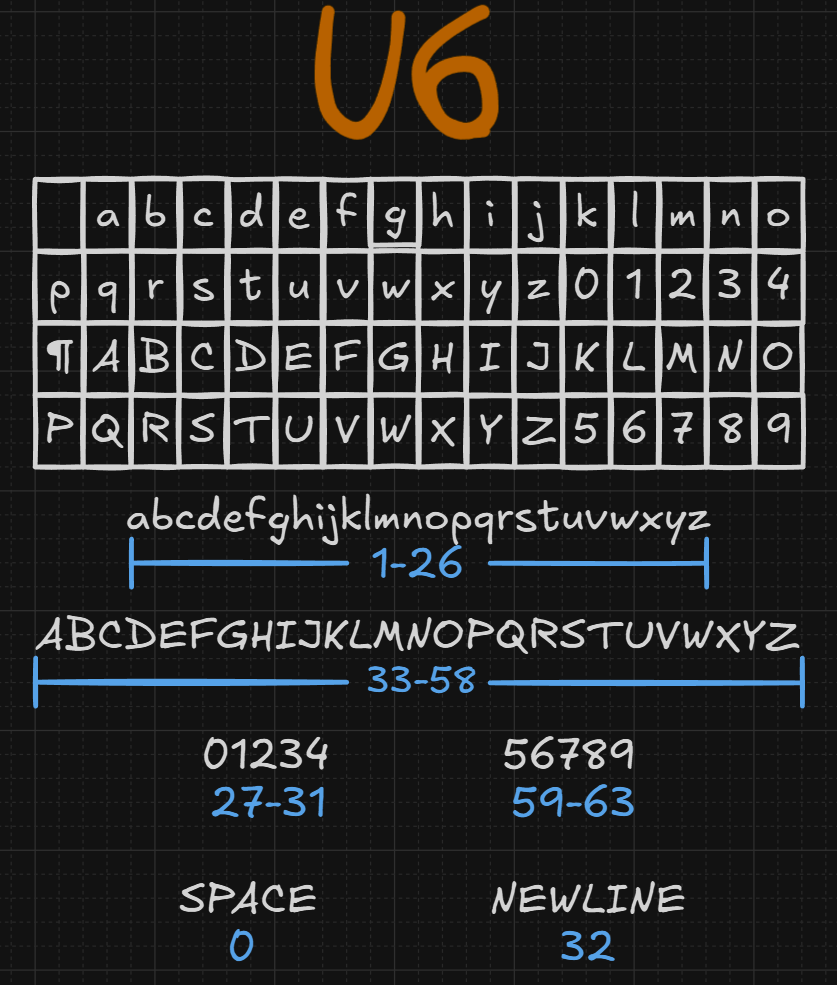 U6
a b c d e f g h i j k l m n o
p q r s t u v w x y z 0 1 2 3 4
¶ A B C D E F G H I J K L M N O
P Q R S T U V W X Y Z 5 6 7 8 9
abcdefghijklmnopqrstuvwxyz
1-26
ABCDEFGHIJKLMNOPQRSTUVWXYZ
33-58
01234 56789
27-31 59-63
SPACE NEWLINE
0 32